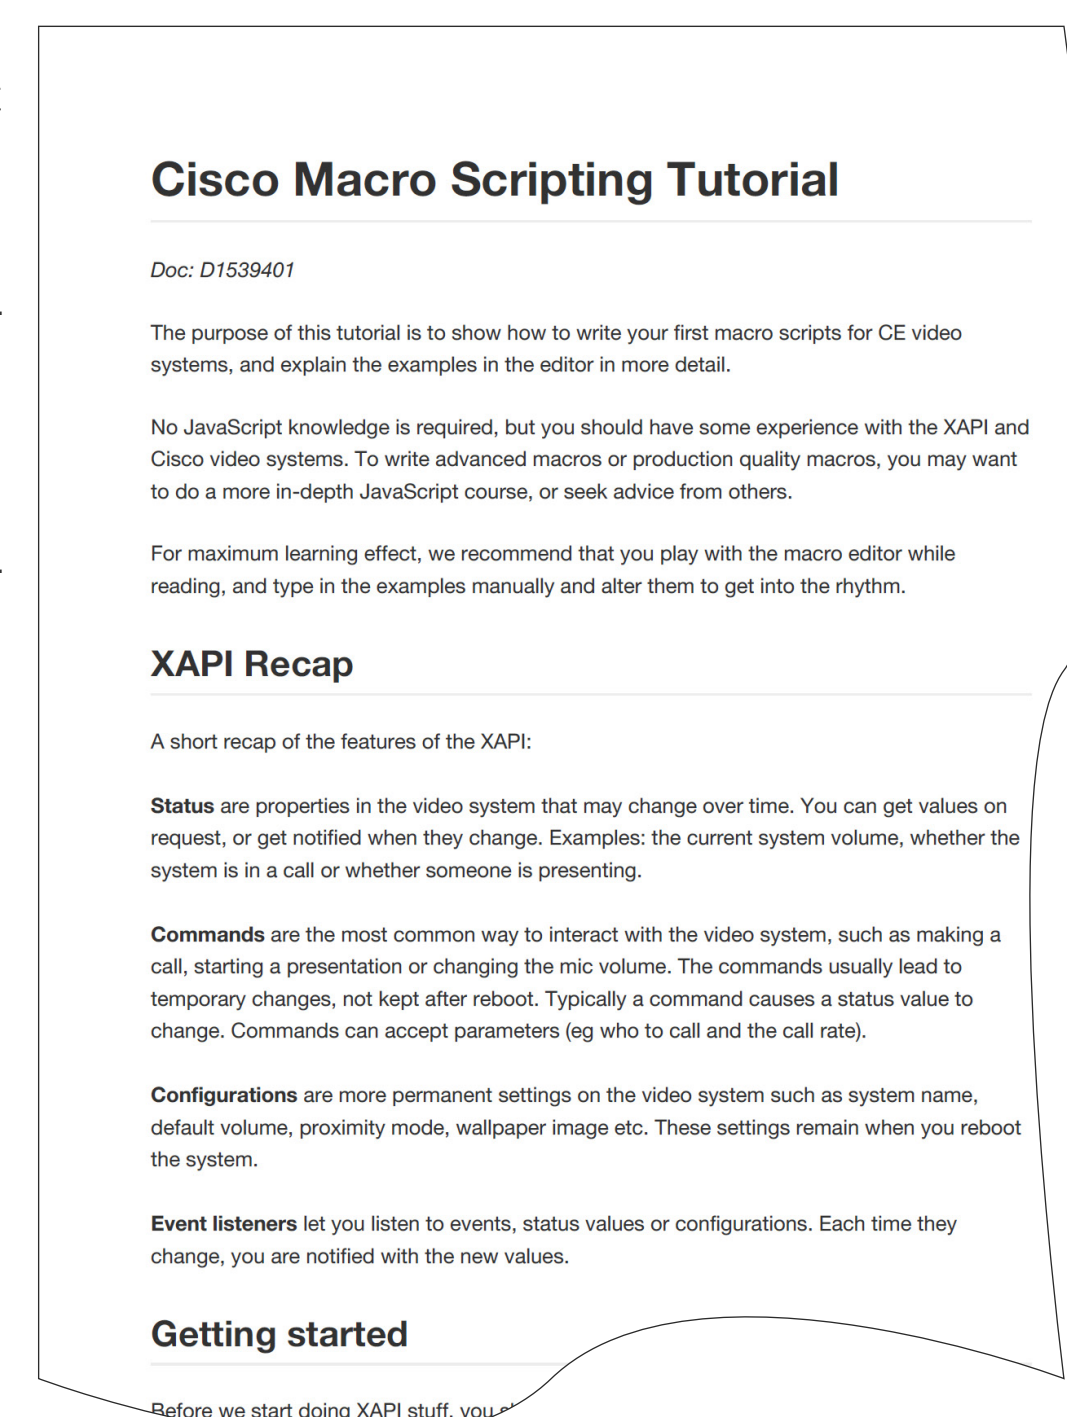 Cisco Macro Scripting Tutorial
Doc: D1539401
The purpose of this tutorial is to show how to write your first macro scripts for CE video
systems, and explain the examples in the editor in more detail.
No JavaScript knowledge is required, but you should have some experience with the XAPI and
Cisco video systems. To write advanced macros or production quality macros, you may want
to do a more in-depth JavaScript course, or seek advice from others.
For maximum learning effect, we recommend that you play with the macro editor while
reading, and type in the examples manually and alter them to get into the rhythm.
XAPI Recap
A short recap of the features of the XAPI:
Status are properties in the video system that may change over time. You can get values on
request, or get notified when they change. Examples: the current system volume, whether the
system is in a call or whether someone is presenting.
Commands are the most common way to interact with the video system, such as making a
call, starting a presentation or changing the mic volume. The commands usually lead to
temporary changes, not kept after reboot. Typically a command causes a status value to
change. Commands can accept parameters (eg who to call and the call rate).
Configurations are more permanent settings on the video system such as system name,
default volume, proximity mode, wallpaper image etc. These settings remain when you reboot
the system.
Event listeners let you listen to events, status values or configurations. Each time they
change, you are notified with the new values.
Getting started
Before we start doing XAPI stuff, you